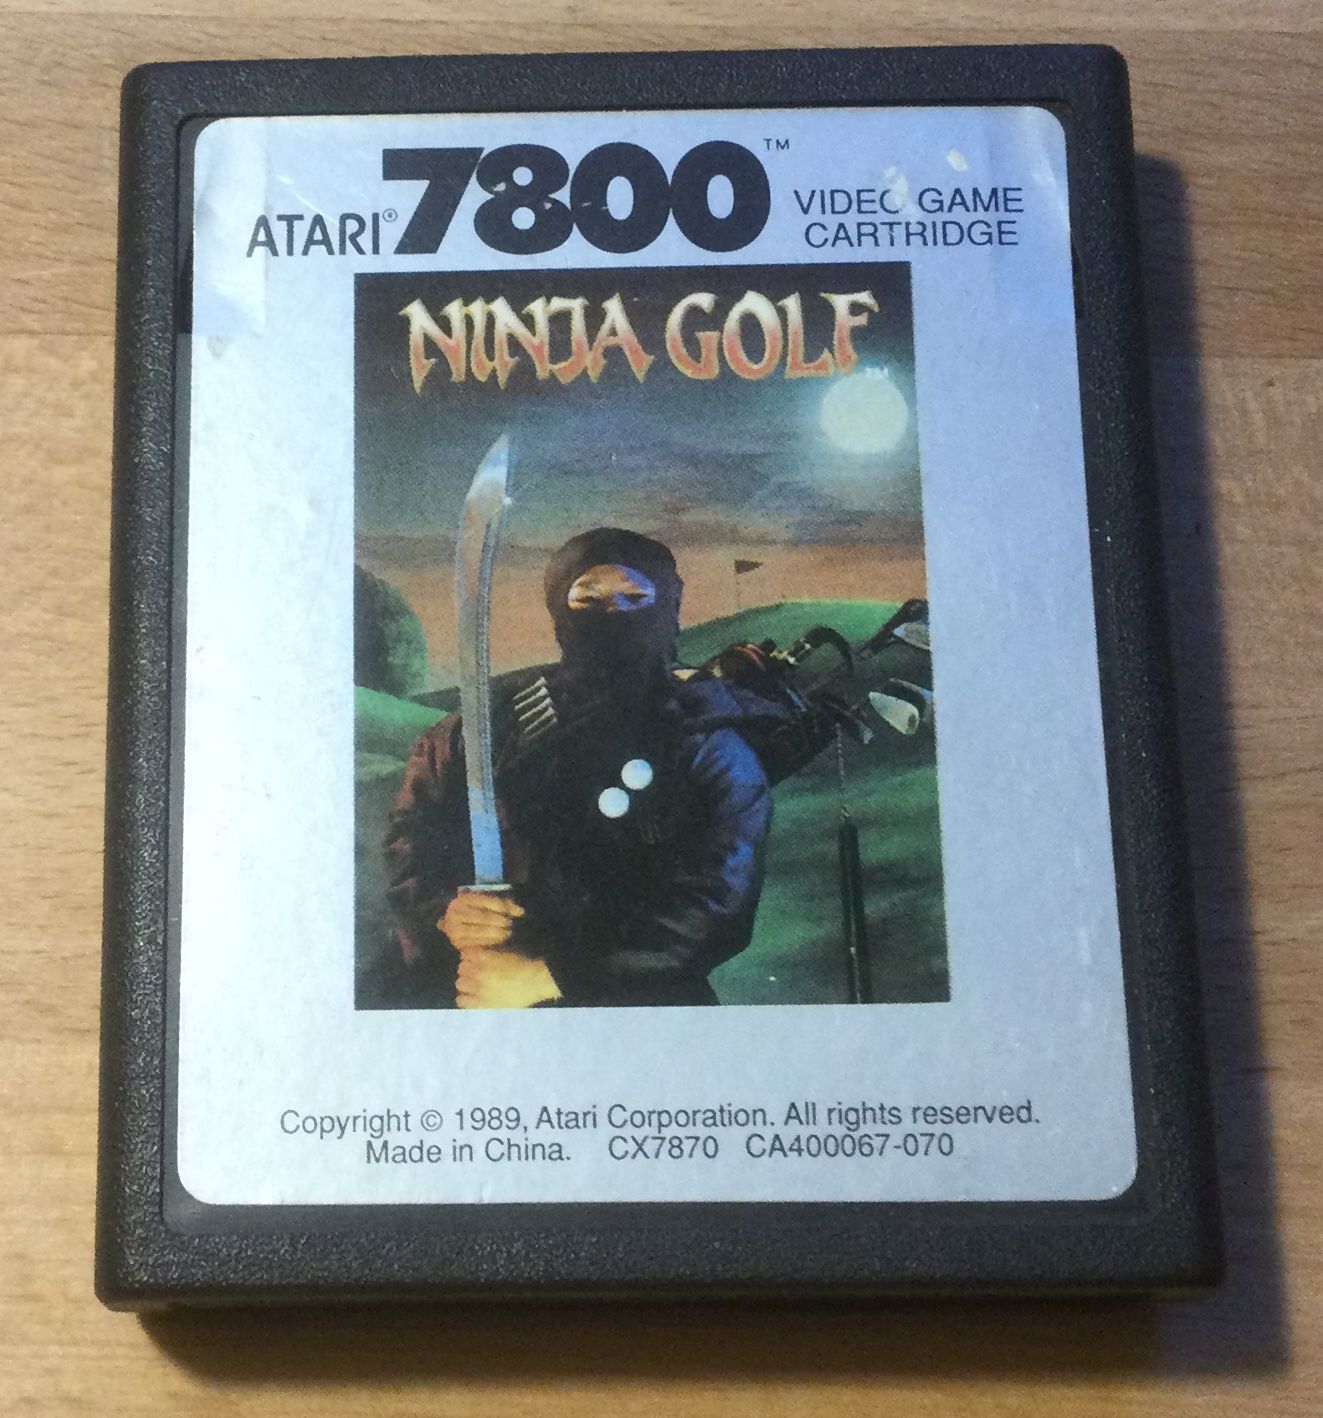 ATARI® 7800™ VIDEO GAME
CARTRIDGE
NINJA GOLF™
Copyright © 1989, Atari Corporation. All rights reserved.
Made in China. CX7870 CA400067-070